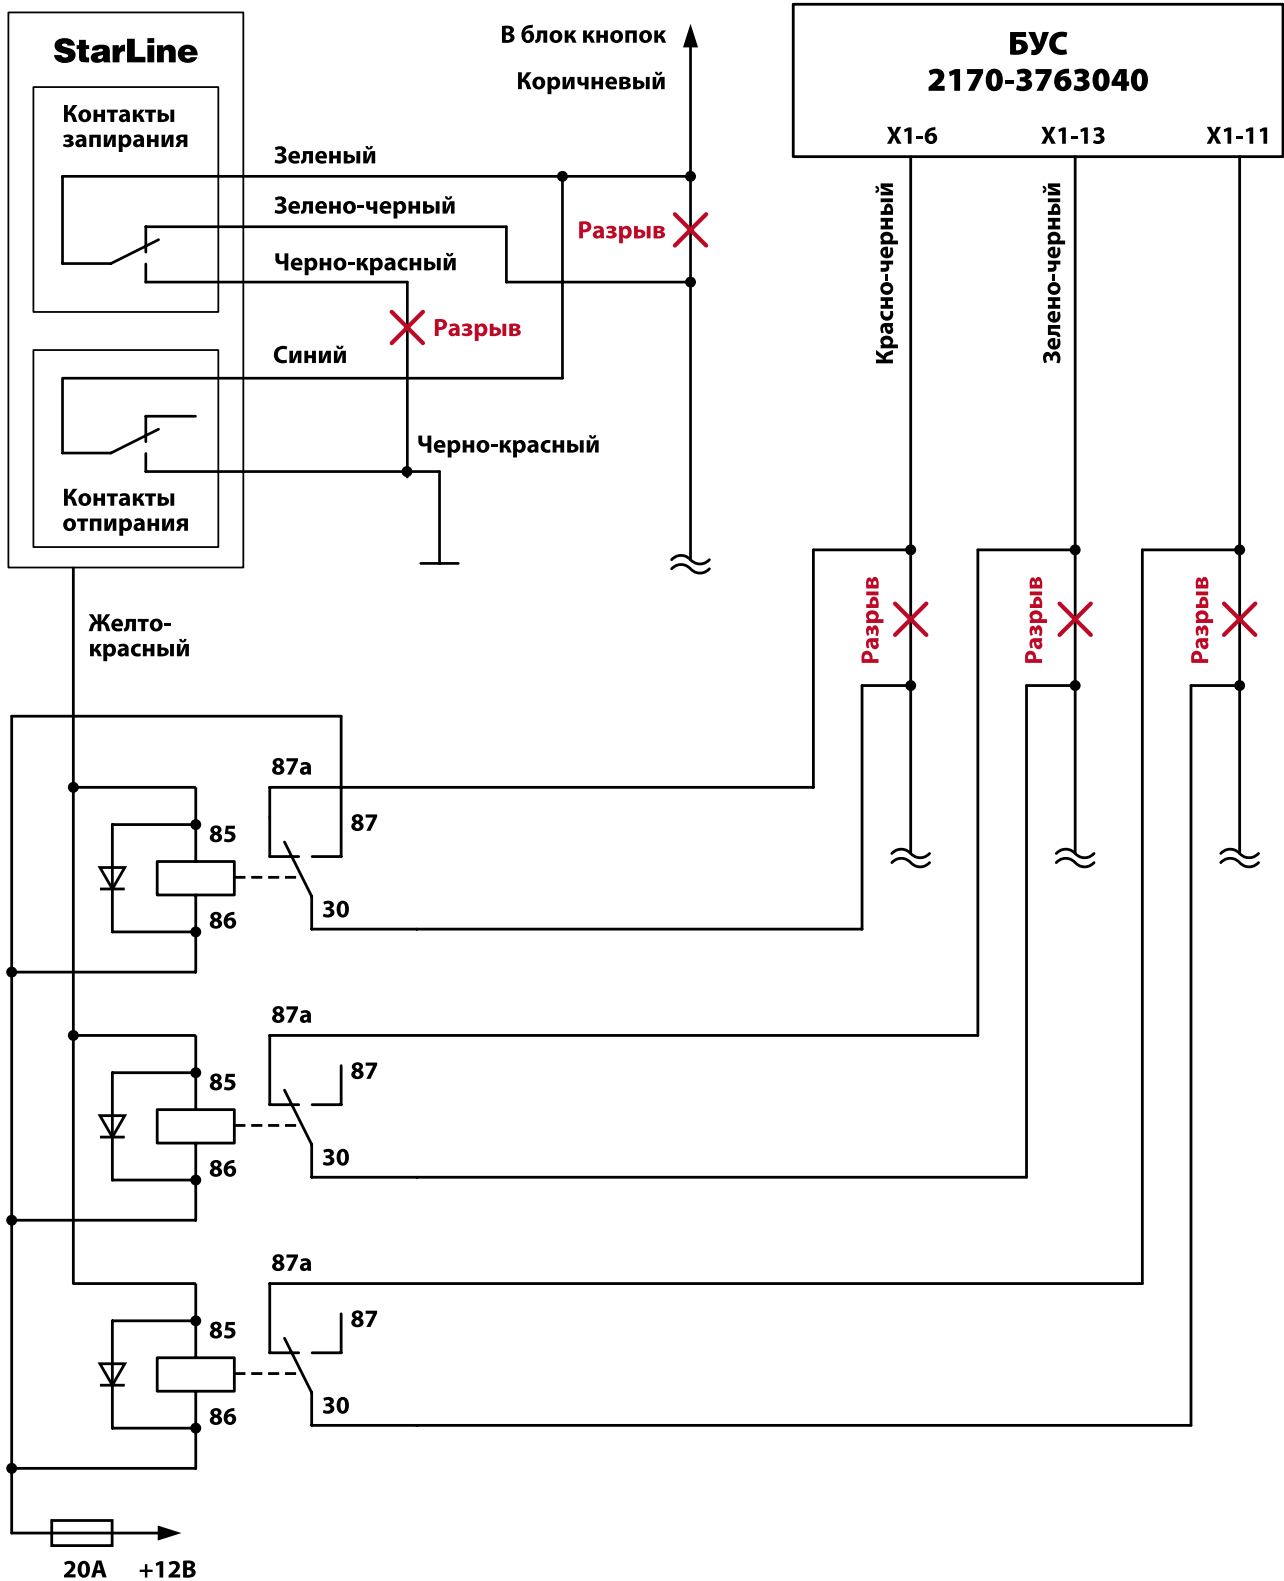 StarLine
Контакты
запирания
Зеленый
Зелено-черный
Черно-красный
Разрыв
Синий
Черно-красный
Контакты
отпирания
В блок кнопок
Коричневый
Разрыв
БУС
2170-3763040
X1-6
X1-13
X1-11
Красно-черный
Зелено-черный
Разрыв
Разрыв
Разрыв
Желто-
красный
87a
87
85
86
30
87a
87
85
86
30
87a
87
85
86
30
20А
+12В